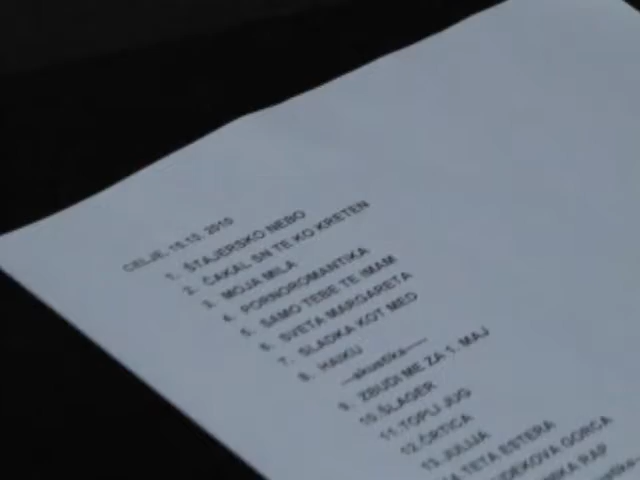 CELJE, 2010
1. ŠTAJERSKO NEBO
2. ČAKAL SN TE KO KRETEN
3. MOJA MILA
4. PORNOROMANTIKA
5. SAMO TEBE TE IMAM
6. SVETA MARGARETA
7. SLADKA KOT MED
8. HAIKU
---akustika----
9. ZBUDI ME ZA 1. MAJ
10. ŠLAGER
11. TOPLI JUG
12. ČRTICA
13. JULIJA
TETA ESTERA
GORCA
RAP